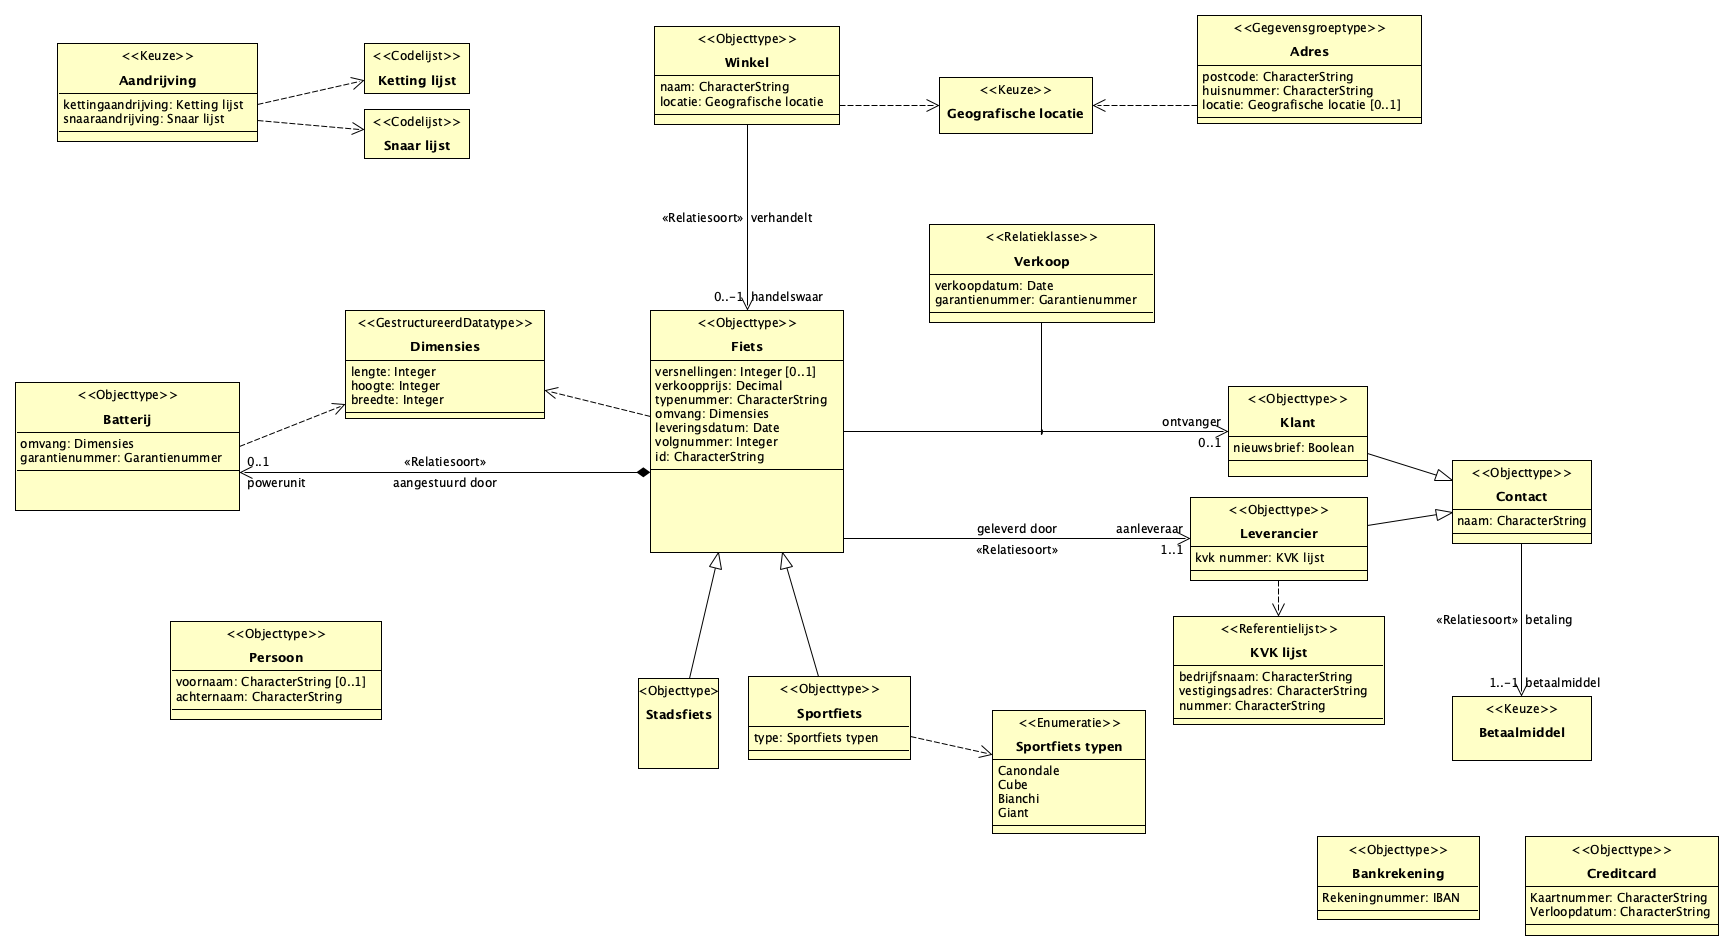 <<Keuze>>
Aandrijving
kettingaandrijving: Ketting lijst
snaaraandrijving: Snaar lijst
<<Codelijst>>
Ketting lijst
<<Codelijst>>
Snaar lijst
<<Objecttype>>
Winkel
naam: CharacterString
locatie: Geografische locatie
<<Keuze>>
Geografische locatie
<<Gegevensgroeptype>>
Adres
postcode: CharacterString
huisnummer: CharacterString
locatie: Geografische locatie [0..1]
«Relatiesoort» verhandelt
0..-1 handelswaar
<<Relatieklasse>>
Verkoop
verkoopdatum: Date
garantienummer: Garantienummer
<<GestructureerdDatatype>>
Dimensies
lengte: Integer
hoogte: Integer
breedte: Integer
<<Objecttype>>
Fiets
versnellingen: Integer [0..1]
verkoopprijs: Decimal
typenummer: CharacterString
omvang: Dimensies
leveringsdatum: Date
volgnummer: Integer
id: CharacterString
<<Objecttype>>
Batterij
omvang: Dimensies
garantienummer: Garantienummer
0..1
powerunit
«Relatiesoort»
aangestuurd door
ontvanger
0..1
<<Objecttype>>
Klant
nieuwsbrief: Boolean
<<Objecttype>>
Contact
naam: CharacterString
geleverd door
«Relatiesoort»
aanleveraar
1..1
<<Objecttype>>
Leverancier
kvk nummer: KVK lijst
<<Referentielijst>>
KVK lijst
bedrijfsnaam: CharacterString
vestigingsadres: CharacterString
nummer: CharacterString
«Relatiesoort» betaling
1..-1 betaalmiddel
<<Keuze>>
Betaalmiddel
<<Objecttype>>
Persoon
voornaam: CharacterString [0..1]
achternaam: CharacterString
<Objecttype>
Stadsfiets
<<Objecttype>>
Sportfiets
type: Sportfiets typen
<<Enumeratie>>
Sportfiets typen
Canondale
Cube
Bianchi
Giant
<<Objecttype>>
Bankrekening
Rekeningnummer: IBAN
<<Objecttype>>
Creditcard
Kaartnummer: CharacterString
Verloopdatum: CharacterString